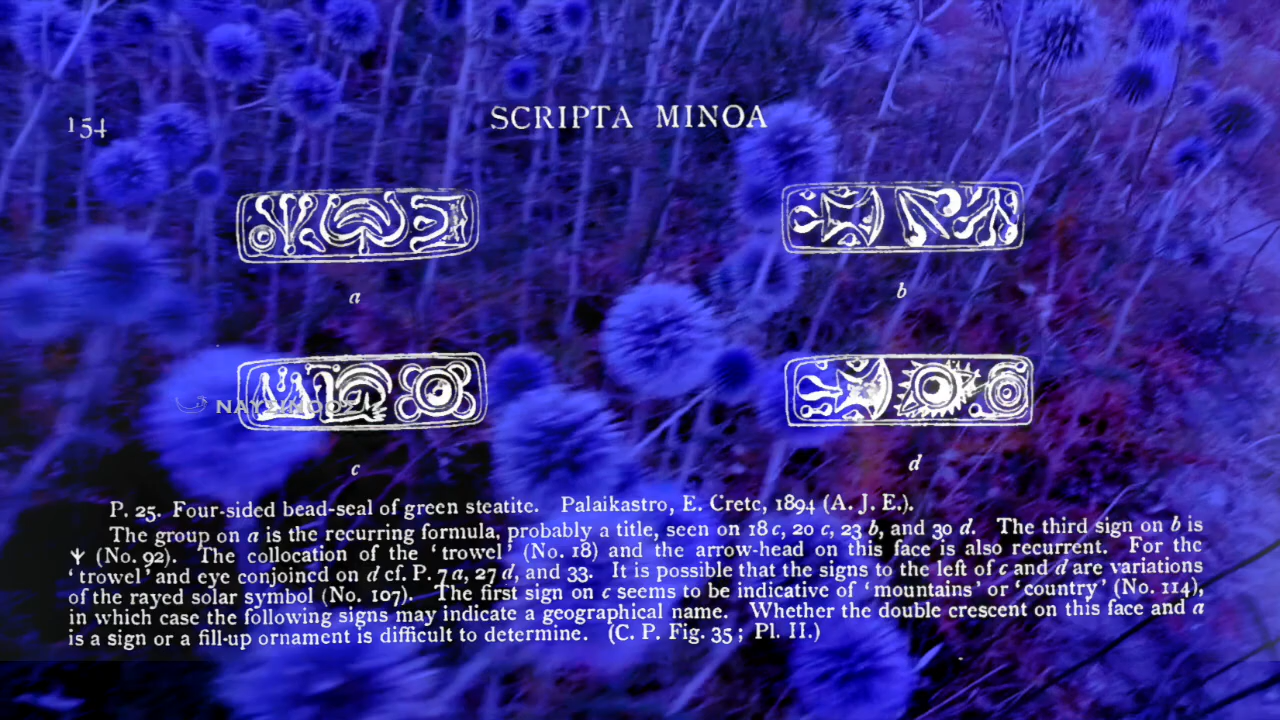 154
SCRIPTA MINOA
a
b
NAYZINOOZ
c
d
P. 25. Four-sided bead-seal of green steatite. Palaikastro, E. Crete, 1894 (A. J. E.).
The group on a is the recurring formula, probably a title, seen on 18 c, 20 c, 23 b, and 30 d. The third sign on b is
(No. 92). The collocation of the 'trowel' (No. 18) and the arrow-head on this face is also recurrent. For the
'trowel' and eye conjoined on d cf. P. 7 a, 27 d, and 33. It is possible that the signs to the left of c and d are variations
of the rayed solar symbol (No. 107). The first sign on c seems to be indicative of 'mountains' or 'country' (No. 114),
in which case the following signs may indicate a geographical name. Whether the double crescent on this face and a
is a sign or a fill-up ornament is difficult to determine. (C. P. Fig. 35; Pl. II.)